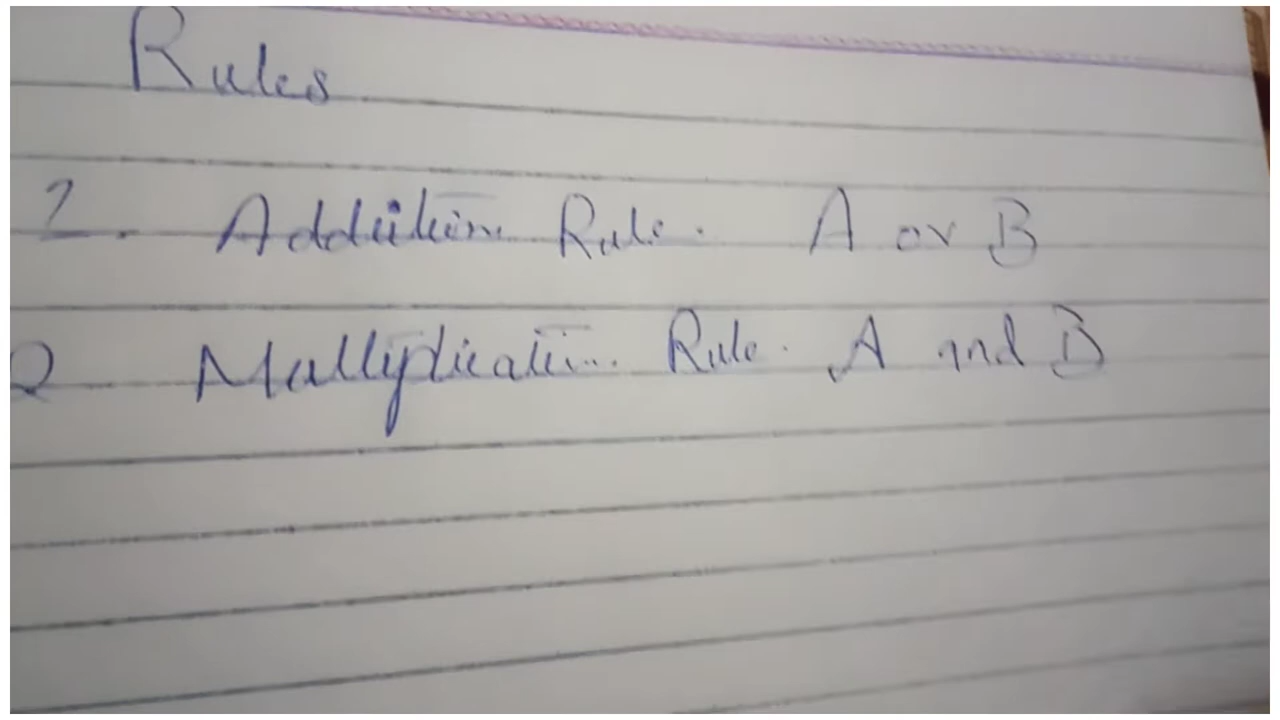 Rules
1. Addition Rule. A or B
2 Multiplication Rule. A and B